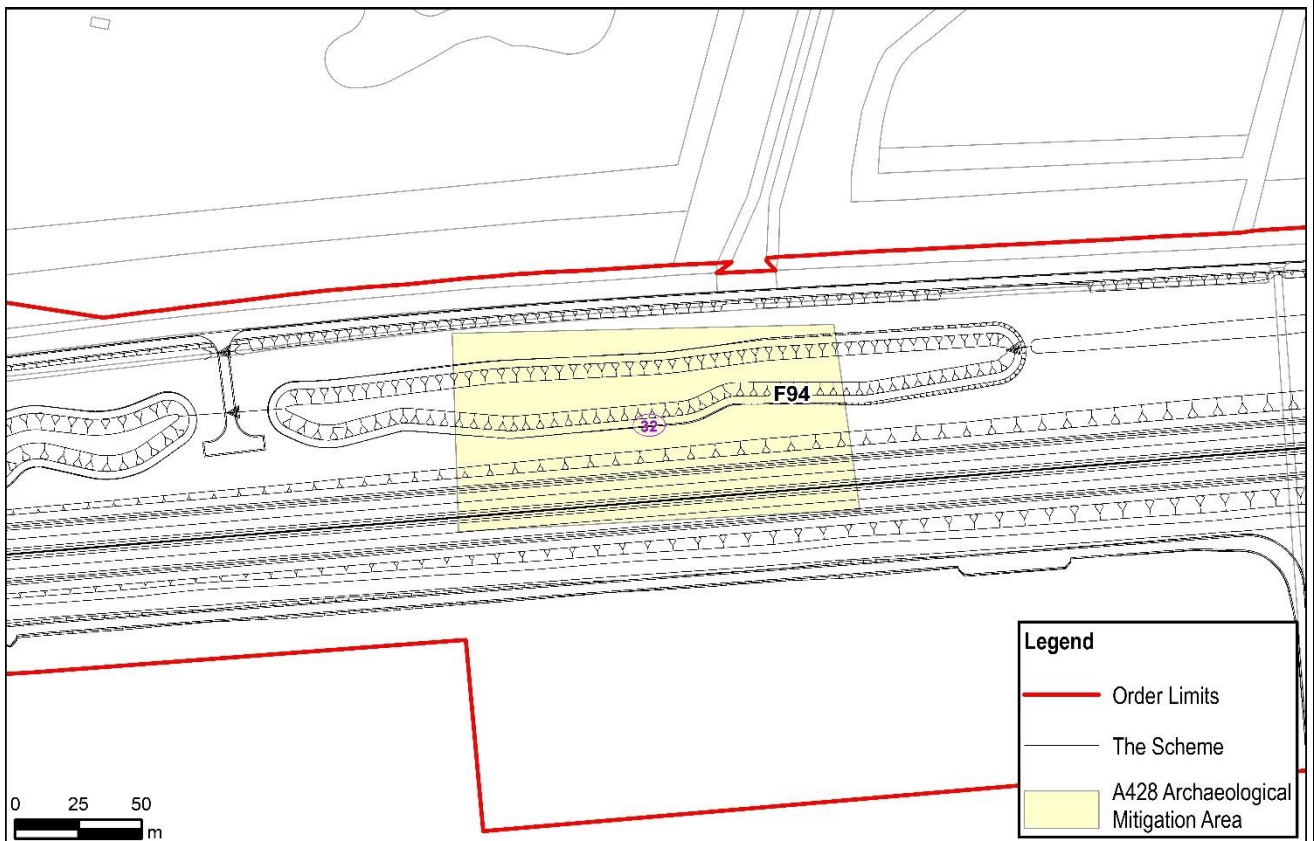 F94
32
Legend
Order Limits
The Scheme
A428 Archaeological
Mitigation Area
0 25 50
m